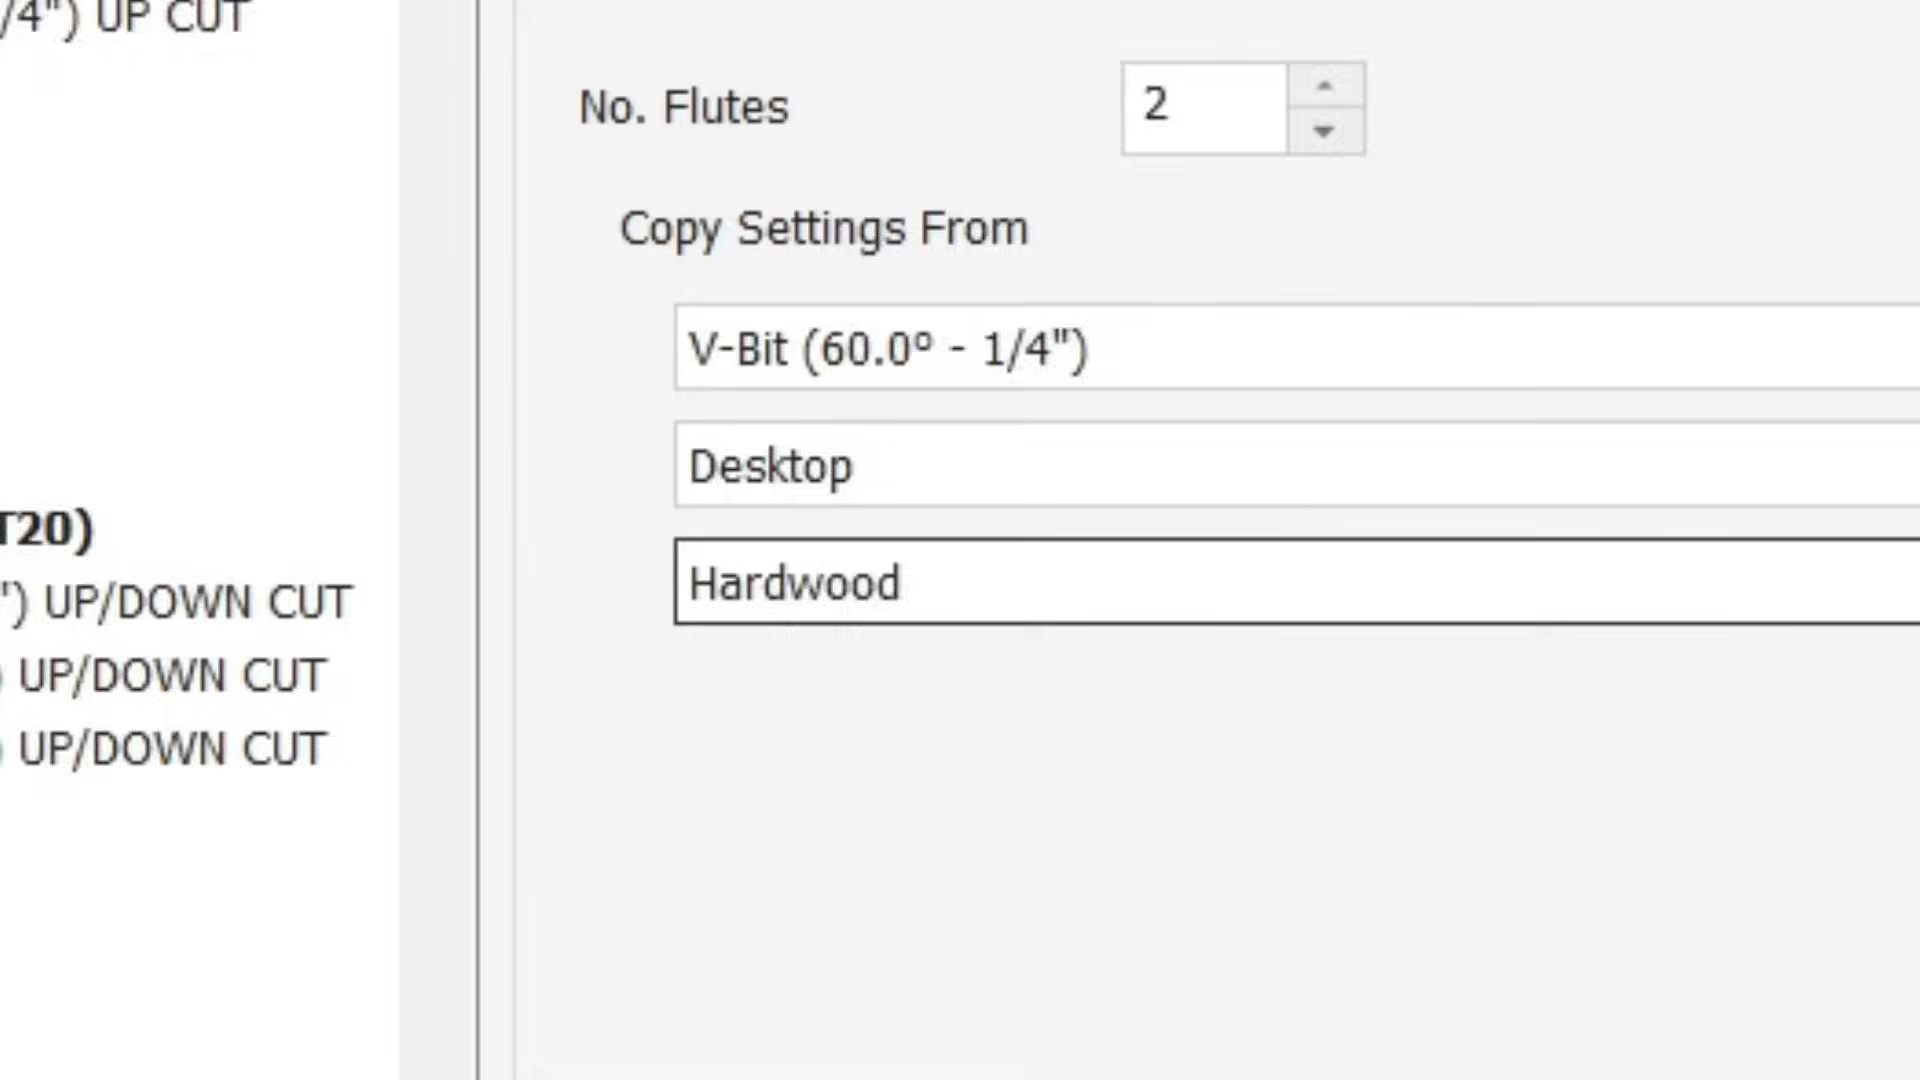 /4") UP CUT
T20)
") UP/DOWN CUT
) UP/DOWN CUT
) UP/DOWN CUT
No. Flutes 2
Copy Settings From
V-Bit (60.0º - 1/4")
Desktop
Hardwood